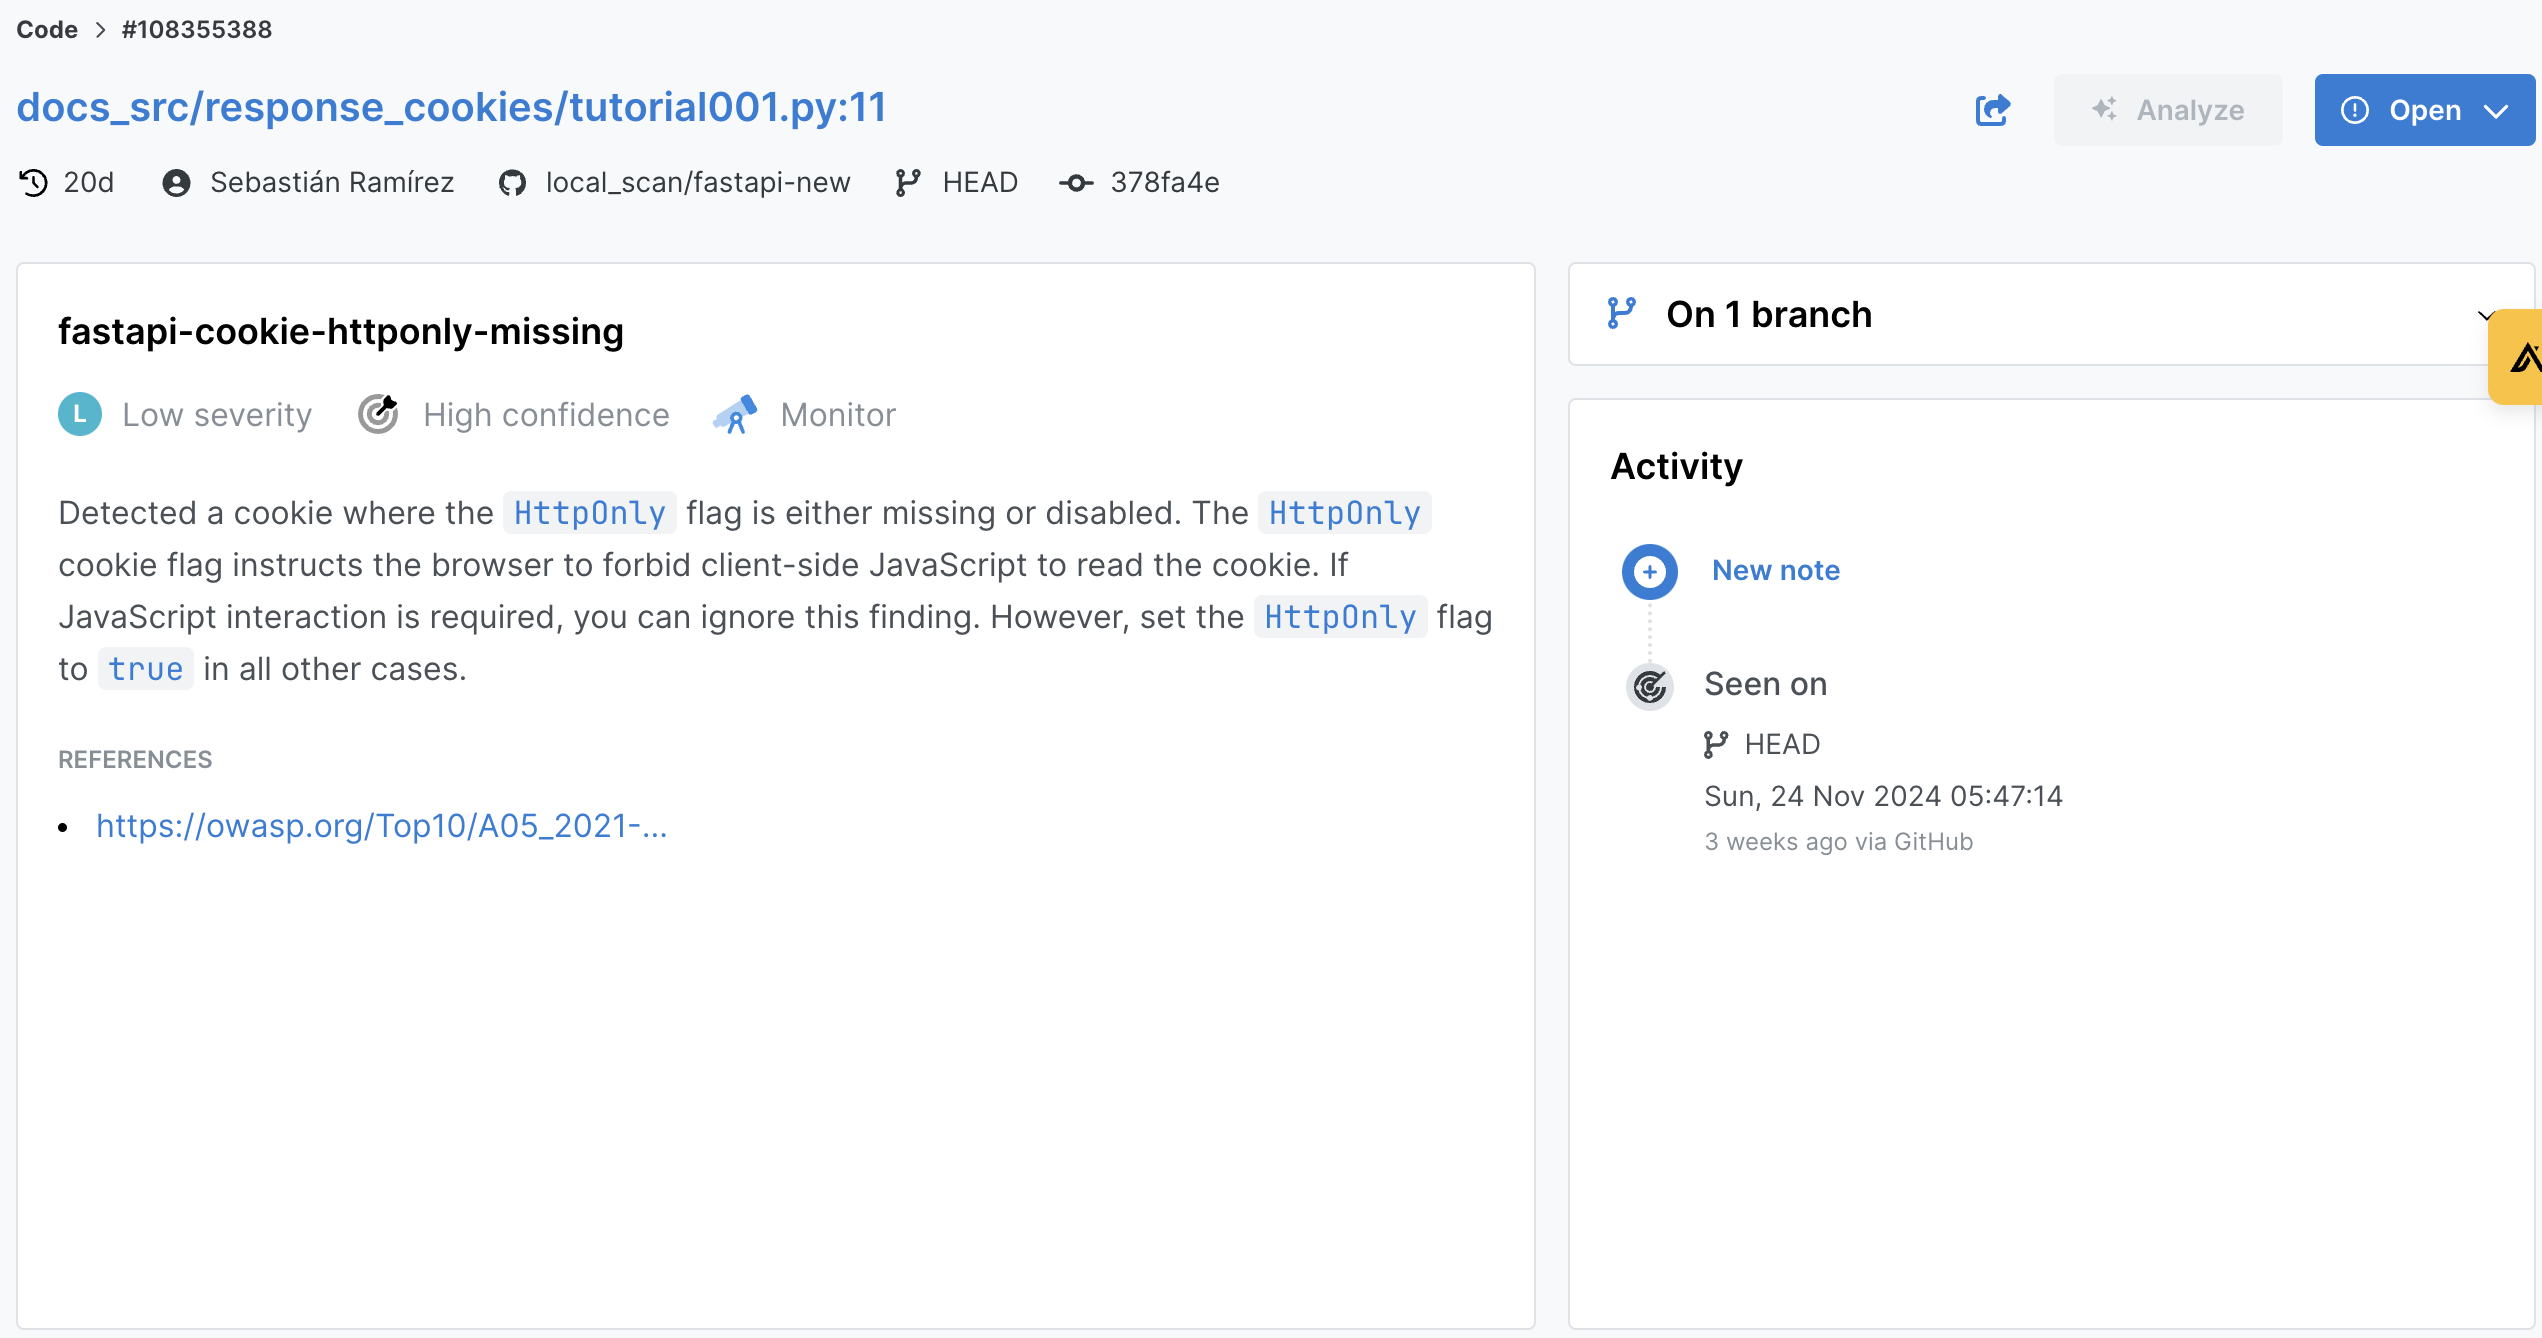 Code > #108355388
docs_src/response_cookies/tutorial001.py:11
Analyze
Open
20d Sebastián Ramírez local_scan/fastapi-new HEAD 378fa4e
fastapi-cookie-httponly-missing
L Low severity High confidence Monitor
Detected a cookie where the HttpOnly flag is either missing or disabled. The HttpOnly
cookie flag instructs the browser to forbid client-side JavaScript to read the cookie. If
JavaScript interaction is required, you can ignore this finding. However, set the HttpOnly flag
to true in all other cases.
REFERENCES
• https://owasp.org/Top10/A05_2021-...
On 1 branch
Activity
New note
Seen on
HEAD
Sun, 24 Nov 2024 05:47:14
3 weeks ago via GitHub